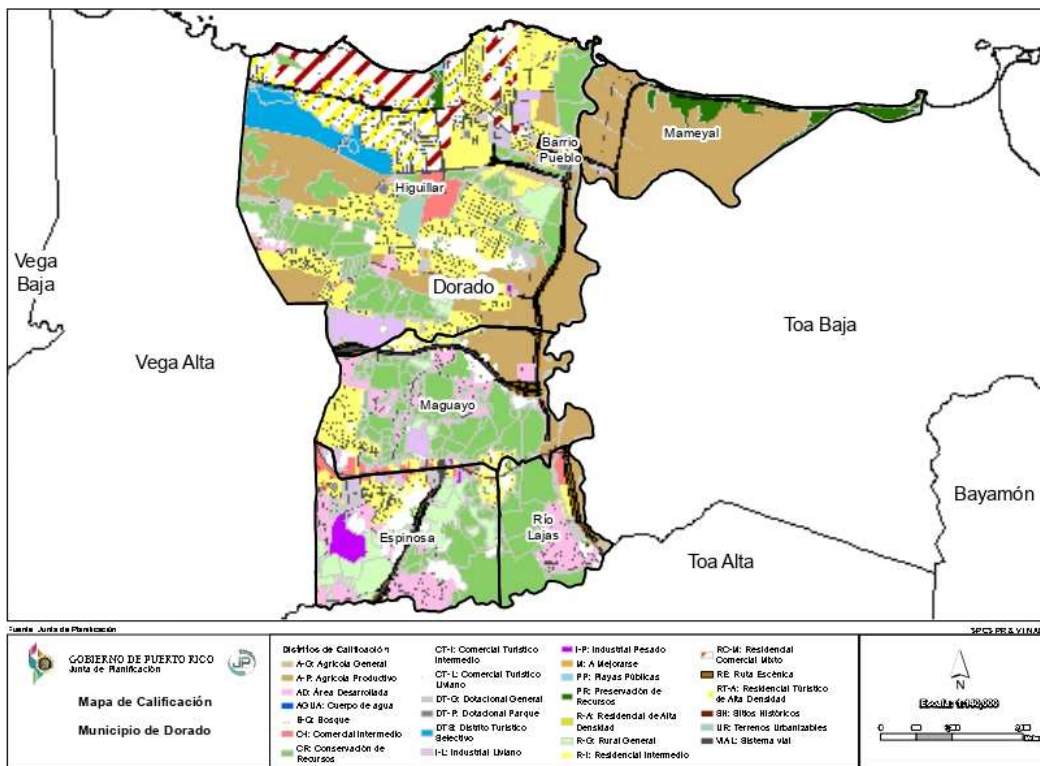 Mameyal
Barrio
Pueblo
Higuillar
Vega
Baja
Dorado
Toa Baja
Vega Alta
Maguayo
Bayamón
Espinosa
Río
Lajas
Toa Alta
Fuente: Junta de Planificación
GOBIERNO DE PUERTO RICO
Junta de Planificación
JP
Mapa de Calificación
Municipio de Dorado
Distritos de Calificación
A-G: Agrícola General
A-P: Agrícola Productivo
AD: Área Desarrollada
AGUA: Cuerpo de agua
B-Q: Bosque
C-I: Comercial Intermedio
CR: Conservación de
Recursos
CT-I: Comercial Turístico
Intermedio
CT-L: Comercial Turístico
Liviano
DT-G: Dotacional General
DT-P: Dotacional Parque
DTS: Distrito Turístico
Selectivo
I-L: Industrial Liviano
I-P: Industrial Pesado
M: A Mejorarse
PP: Playas Públicas
PR: Preservación de
Recursos
R-A: Residencial de Alta
Densidad
R-G: Rural General
R-I: Residencial Intermedio
RC-M: Residencial
Comercial Mixto
RE: Ruta Escénica
RT-A: Residencial Túristico
de Alta Densidad
SH: Sitios Históricos
UR: Terrenos Urbanizables
VIAL: Sistema vial
N
Escala: 1:140,000